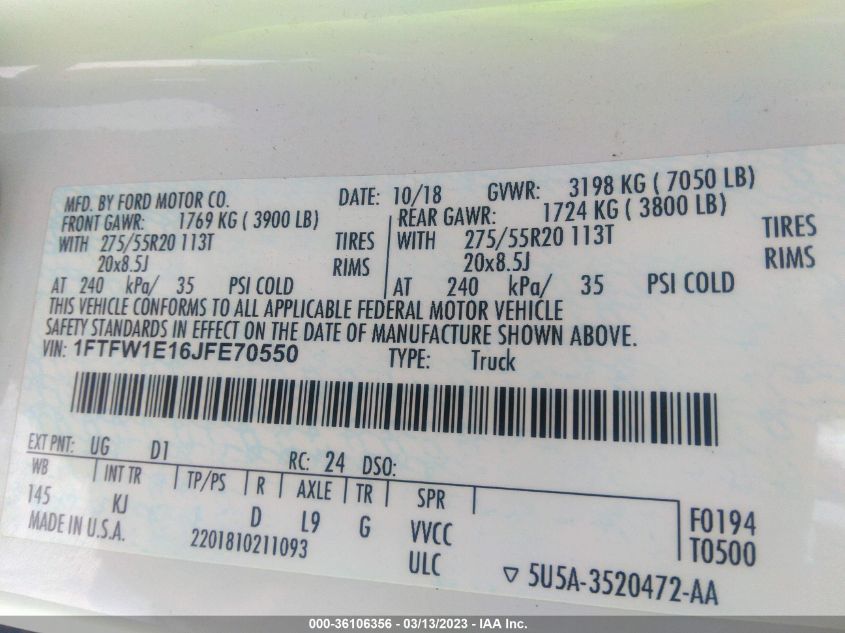 MFD. BY FORD MOTOR CO. DATE: 10/18 GVWR: 3198 KG ( 7050 LB)
FRONT GAWR: 1769 KG ( 3900 LB) REAR GAWR: 1724 KG ( 3800 LB)
WITH 275/55R20 113T TIRES WITH 275/55R20 113T TIRES
20x8.5J RIMS 20x8.5J RIMS
AT 240 kPa/ 35 PSI COLD AT 240 kPa/ 35 PSI COLD
THIS VEHICLE CONFORMS TO ALL APPLICABLE FEDERAL MOTOR VEHICLE
SAFETY STANDARDS IN EFFECT ON THE DATE OF MANUFACTURE SHOWN ABOVE.
VIN: 1FTFW1E16JFE70550 TYPE: Truck
EXT PNT: UG D1 RC: 24 DSO:
WB INT TR TP/PS R AXLE TR SPR
145 KJ D L9 G VVCC F0194
MADE IN U.S.A. 2201810211093 ULC T0500
▽ 5U5A-3520472-AA
000-36106356 - 03/13/2023 - IAA Inc.